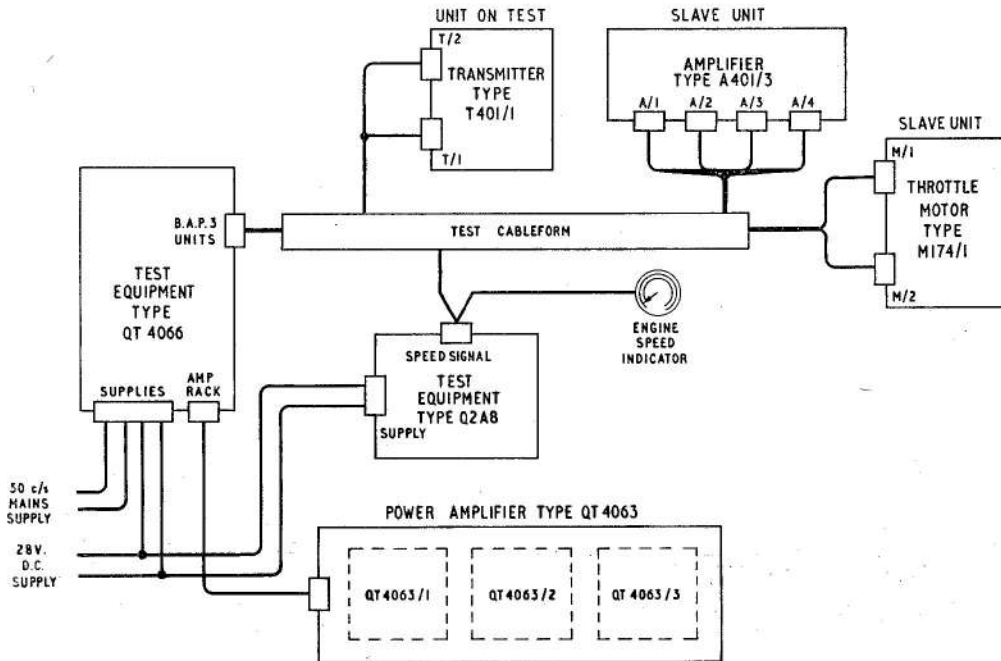 UNIT ON TEST
T/2
TRANSMITTER
TYPE
T401/1
T/1
SLAVE UNIT
AMPLIFIER
TYPE A401/3
A/1 A/2 A/3 A/4
SLAVE UNIT
M/1
THROTTLE
MOTOR
TYPE
M174/1
M/2
B.A.P.3
UNITS
TEST CABLEFORM
TEST
EQUIPMENT
TYPE
QT 4066
SUPPLIES
AMP
RACK
ENGINE
SPEED
INDICATOR
SPEED SIGNAL
TEST
EQUIPMENT
TYPE Q2A8
SUPPLY
50 c/s
MAINS
SUPPLY
28V.
D.C.
SUPPLY
POWER AMPLIFIER TYPE QT 4063
QT 4063/1
QT 4063/2
QT 4063/3